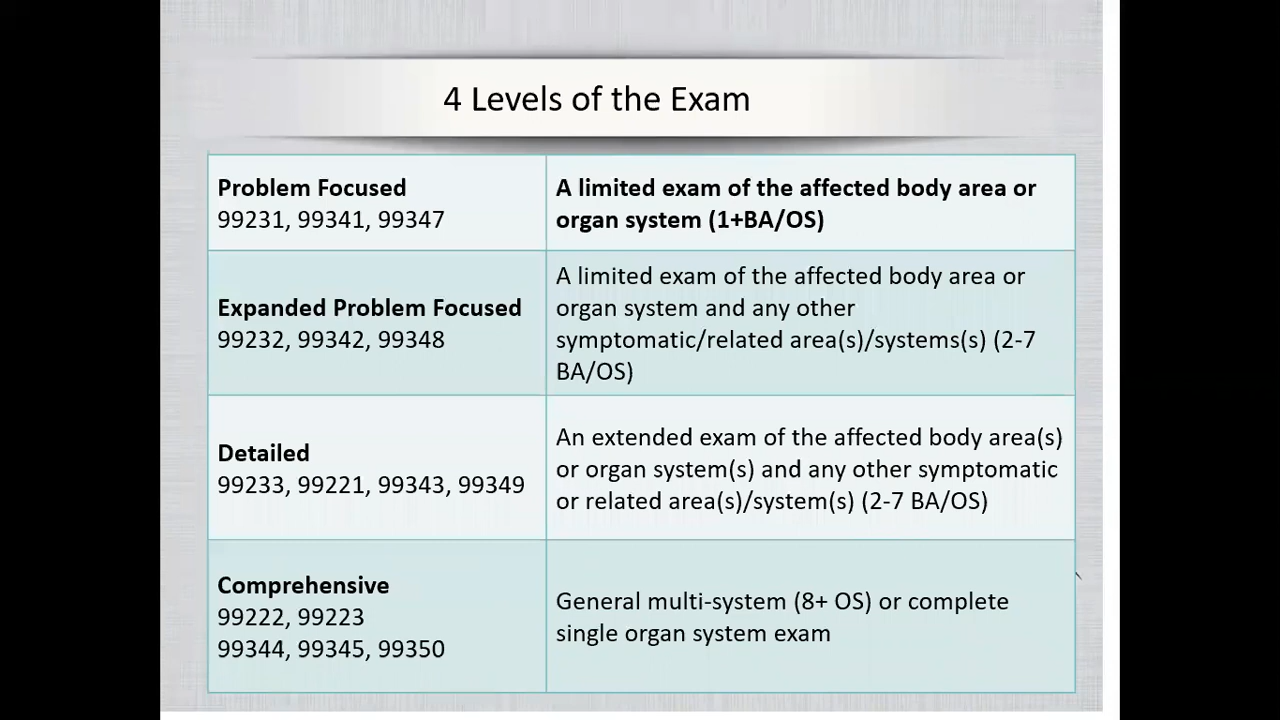 4 Levels of the Exam
Problem Focused
99231, 99341, 99347
A limited exam of the affected body area or
organ system (1+BA/OS)
Expanded Problem Focused
99232, 99342, 99348
A limited exam of the affected body area or
organ system and any other
symptomatic/related area(s)/systems(s) (2-7
BA/OS)
Detailed
99233, 99221, 99343, 99349
An extended exam of the affected body area(s)
or organ system(s) and any other symptomatic
or related area(s)/system(s) (2-7 BA/OS)
Comprehensive
99222, 99223
99344, 99345, 99350
General multi-system (8+ OS) or complete
single organ system exam